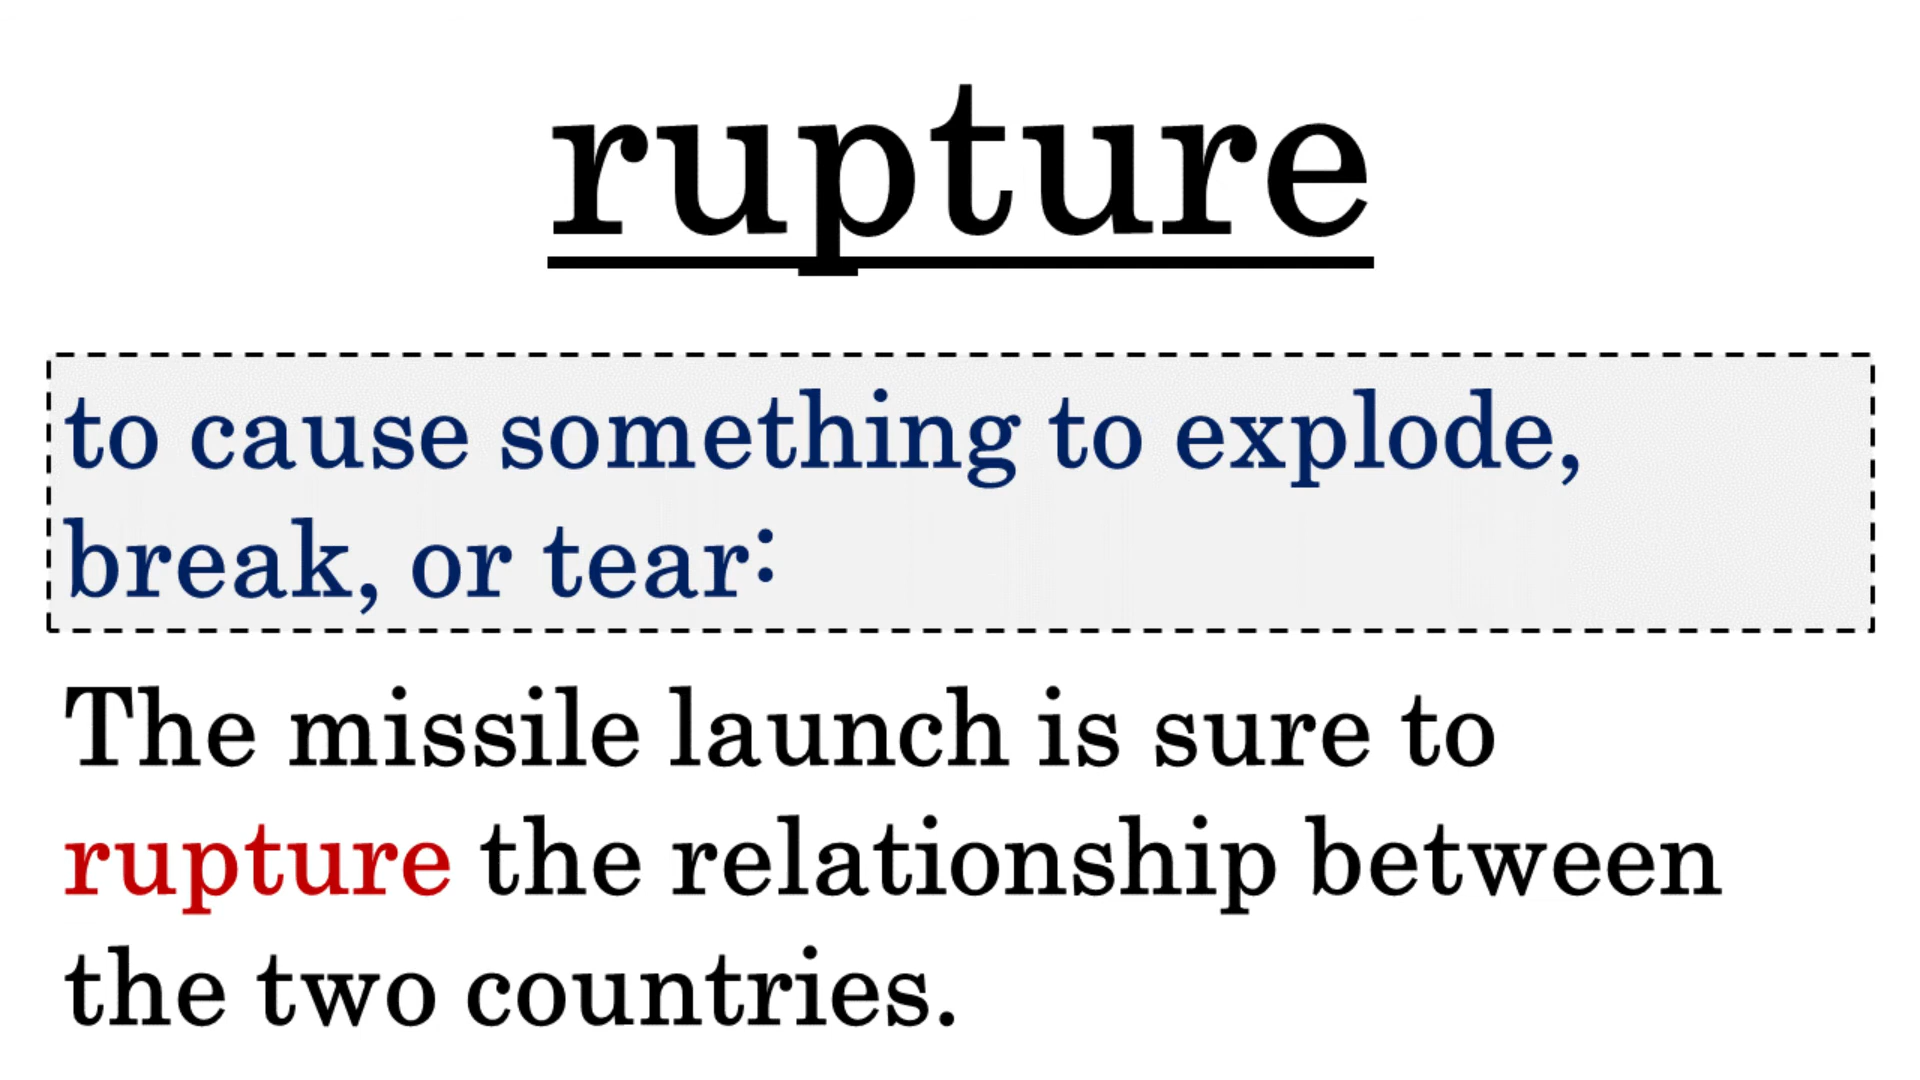 rupture
to cause something to explode,
break, or tear:
The missile launch is sure to
rupture the relationship between
the two countries.